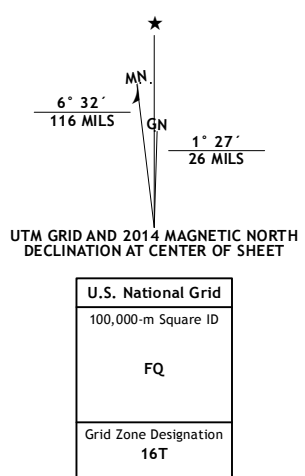 MN
GN
6° 32´
116 MILS
1° 27´
26 MILS
UTM GRID AND 2014 MAGNETIC NORTH
DECLINATION AT CENTER OF SHEET
U.S. National Grid
100,000-m Square ID
FQ
Grid Zone Designation
16T